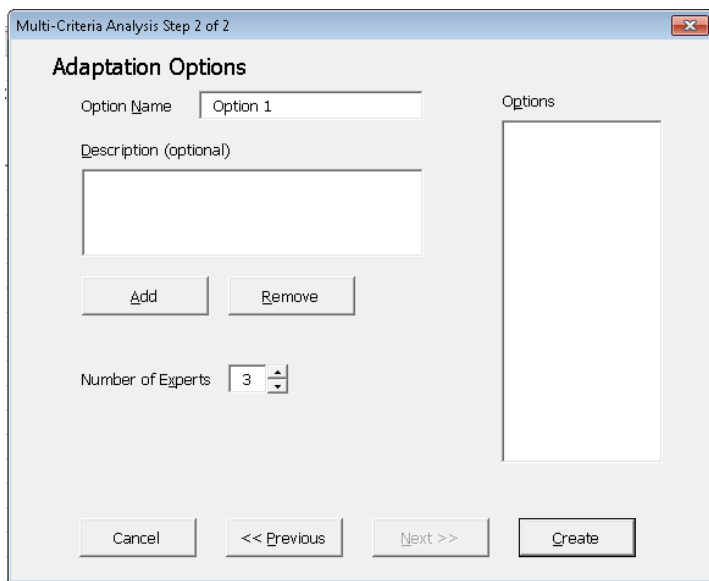 Multi-Criteria Analysis Step 2 of 2
Adaptation Options
Option Name Option 1
Options
Description (optional)
Add Remove
Number of Experts 3
Cancel << Previous Next >> Create